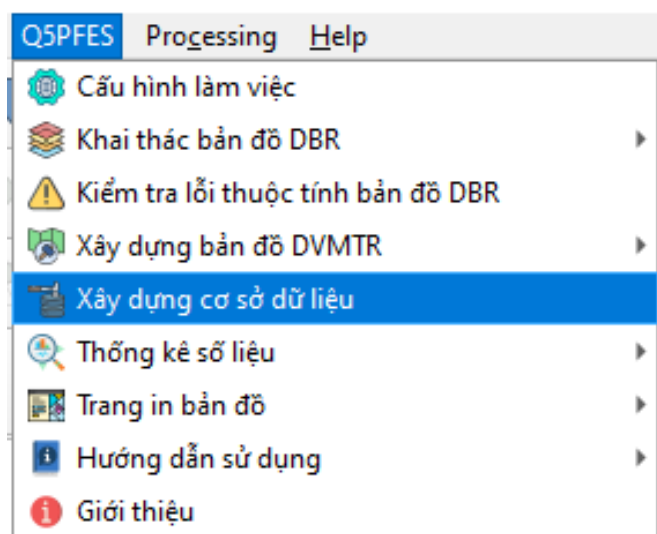 Q5PFES Processing Help
Cấu hình làm việc
Khai thác bản đồ DBR
Kiểm tra lỗi thuộc tính bản đồ DBR
Xây dựng bản đồ DVMTR
Xây dựng cơ sở dữ liệu
Thống kê số liệu
Trang in bản đồ
Hướng dẫn sử dụng
Giới thiệu